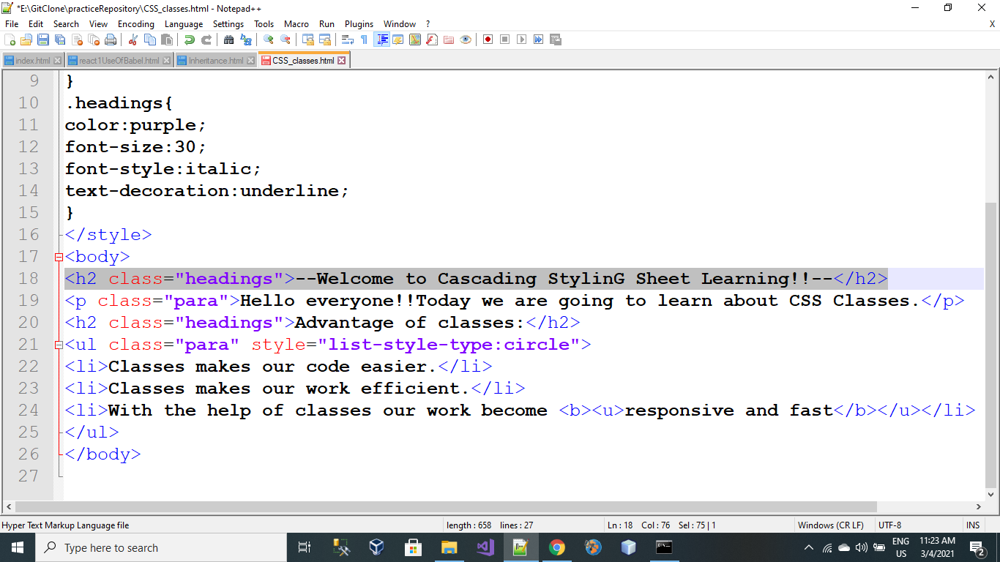 *E:\GitClone\practiceRepository\CSS_classes.html - Notepad++
File Edit Search View Encoding Language Settings Tools Macro Run Plugins Window ? X
index.html react1UseOfBabel.html Inheritance.html CSS_classes.html
9 }
10 .headings{
11 color:purple;
12 font-size:30;
13 font-style:italic;
14 text-decoration:underline;
15 }
16 </style>
17 <body>
18 <h2 class="headings">--Welcome to Cascading StylinG Sheet Learning!!--</h2>
19 <p class="para">Hello everyone!!Today we are going to learn about CSS Classes.</p>
20 <h2 class="headings">Advantage of classes:</h2>
21 <ul class="para" style="list-style-type:circle">
22 <li>Classes makes our code easier.</li>
23 <li>Classes makes our work efficient.</li>
24 <li>With the help of classes our work become <b><u>responsive and fast</b></u></li>
25 </ul>
26 </body>
27
Hyper Text Markup Language file length : 658 lines : 27 Ln : 18 Col : 76 Sel : 75 | 1 Windows (CR LF) UTF-8 INS
Type here to search ENG 11:23 AM
US 3/4/2021 2